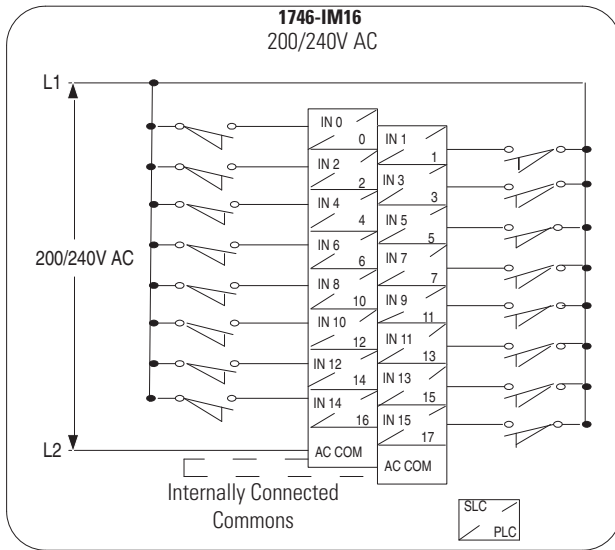 1746-IM16
200/240V AC
L1
IN 0
0
IN 1
1
IN 2
2
IN 3
3
IN 4
4
IN 5
5
IN 6
6
IN 7
7
200/240V AC
IN 8
10
IN 9
11
IN 10
12
IN 11
13
IN 12
14
IN 13
15
IN 14
16
IN 15
17
L2
AC COM
AC COM
Internally Connected
Commons
SLC
PLC